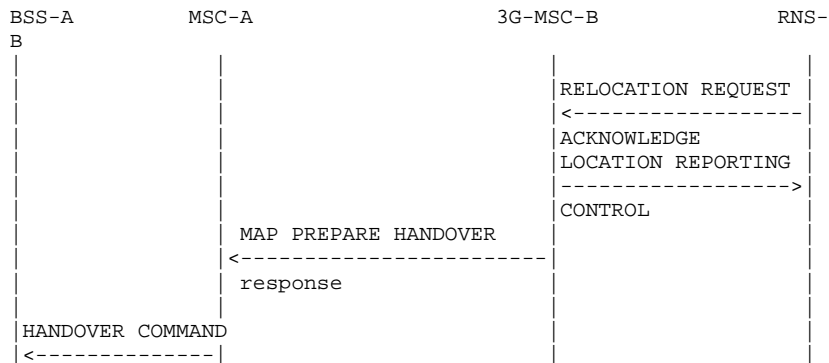 BSS-A MSC-A 3G-MSC-B RNS-
B
RELOCATION REQUEST
<------------------
ACKNOWLEDGE
LOCATION REPORTING
------------------>
CONTROL
MAP PREPARE HANDOVER
<------------------------
response
HANDOVER COMMAND
<--------------